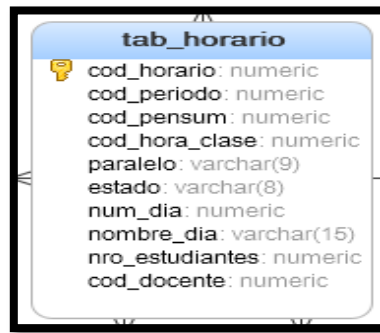 tab_horario
cod_horario: numeric
cod_periodo: numeric
cod_pensum: numeric
cod_hora_clase: numeric
paralelo: varchar(9)
estado: varchar(8)
num_dia: numeric
nombre_dia: varchar(15)
nro_estudiantes: numeric
cod_docente: numeric